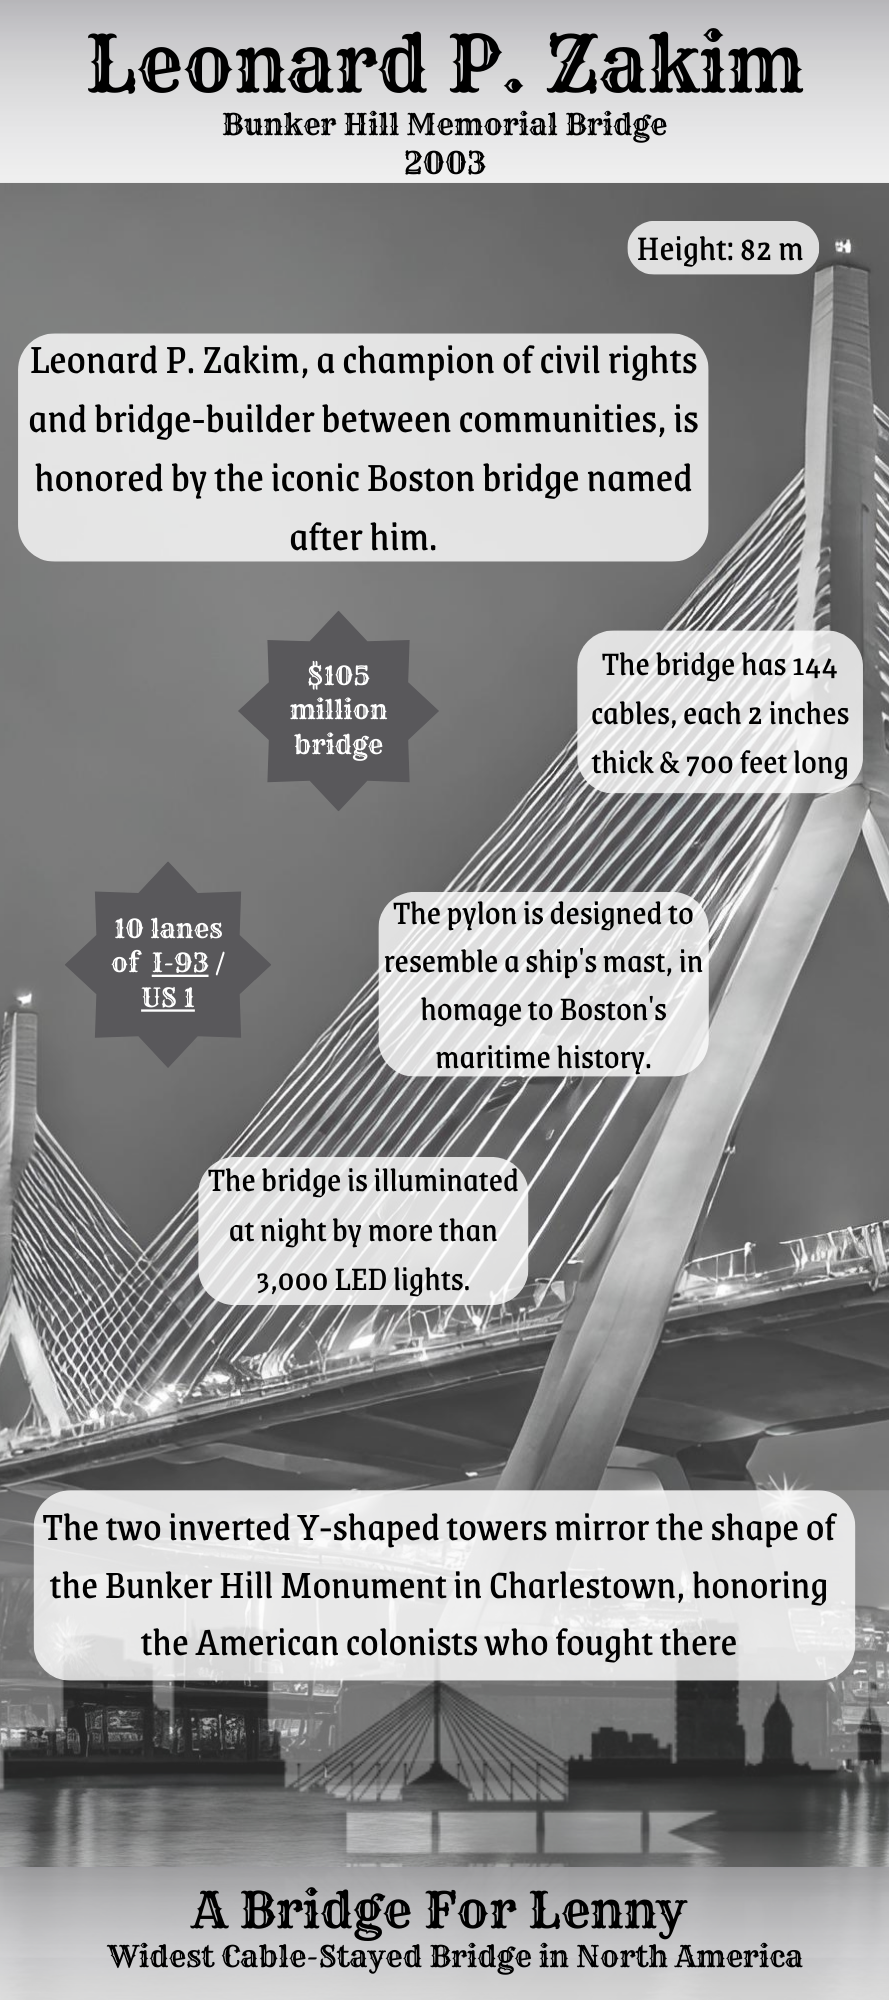 Leonard P. Zakim
Bunker Hill Memorial Bridge
2003
Height: 82 m
Leonard P. Zakim, a champion of civil rights
and bridge-builder between communities, is
honored by the iconic Boston bridge named
after him.
$105
million
bridge
The bridge has 144
cables, each 2 inches
thick & 700 feet long
10 lanes
of I-93 /
US 1
The pylon is designed to
resemble a ship's mast, in
homage to Boston's
maritime history.
The bridge is illuminated
at night by more than
3,000 LED lights.
The two inverted Y-shaped towers mirror the shape of
the Bunker Hill Monument in Charlestown, honoring
the American colonists who fought there
A Bridge For Lenny
Widest Cable-Stayed Bridge in North America